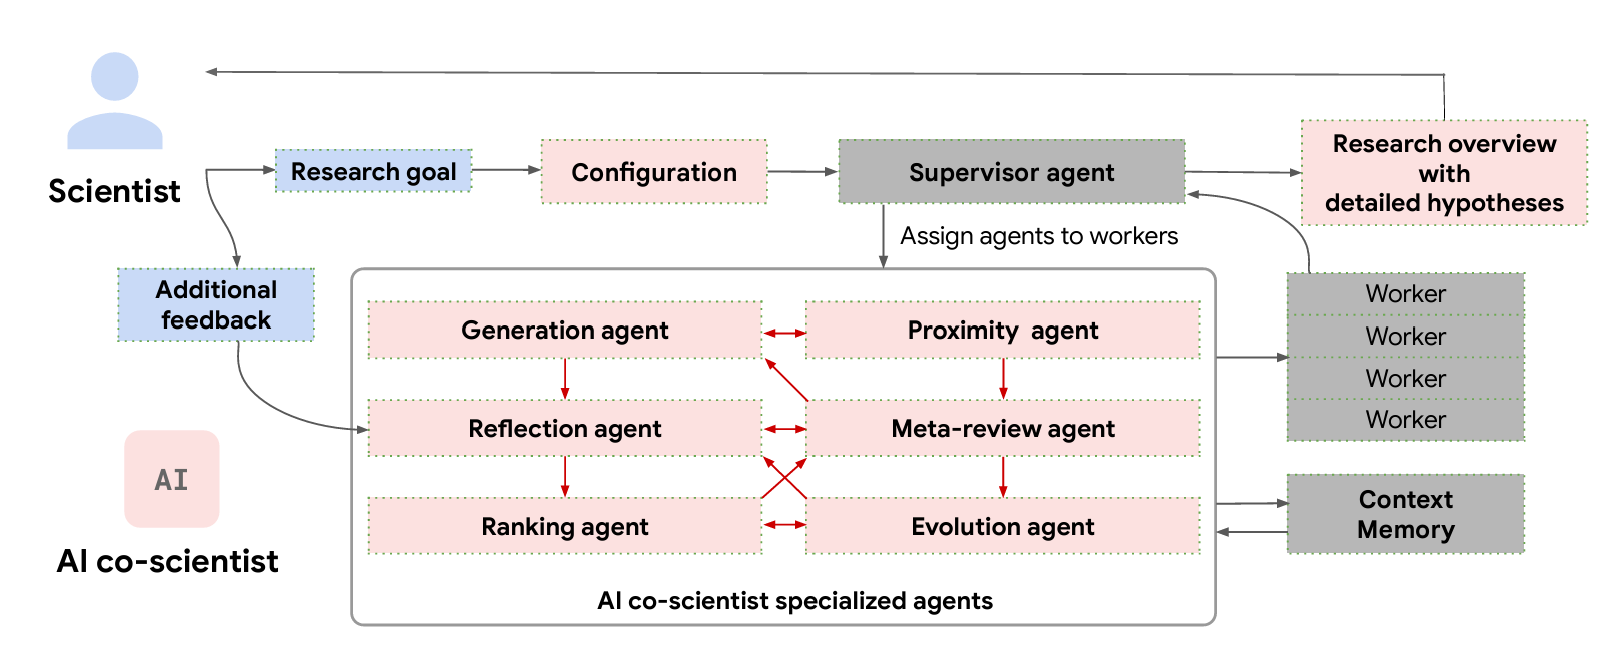 Scientist
Research goal
Configuration
Supervisor agent
Research overview
with
detailed hypotheses
Assign agents to workers
Additional
feedback
Generation agent
Proximity agent
Reflection agent
Meta-review agent
Ranking agent
Evolution agent
AI co-scientist specialized agents
Worker
Worker
Worker
Worker
Context
Memory
AI
AI co-scientist